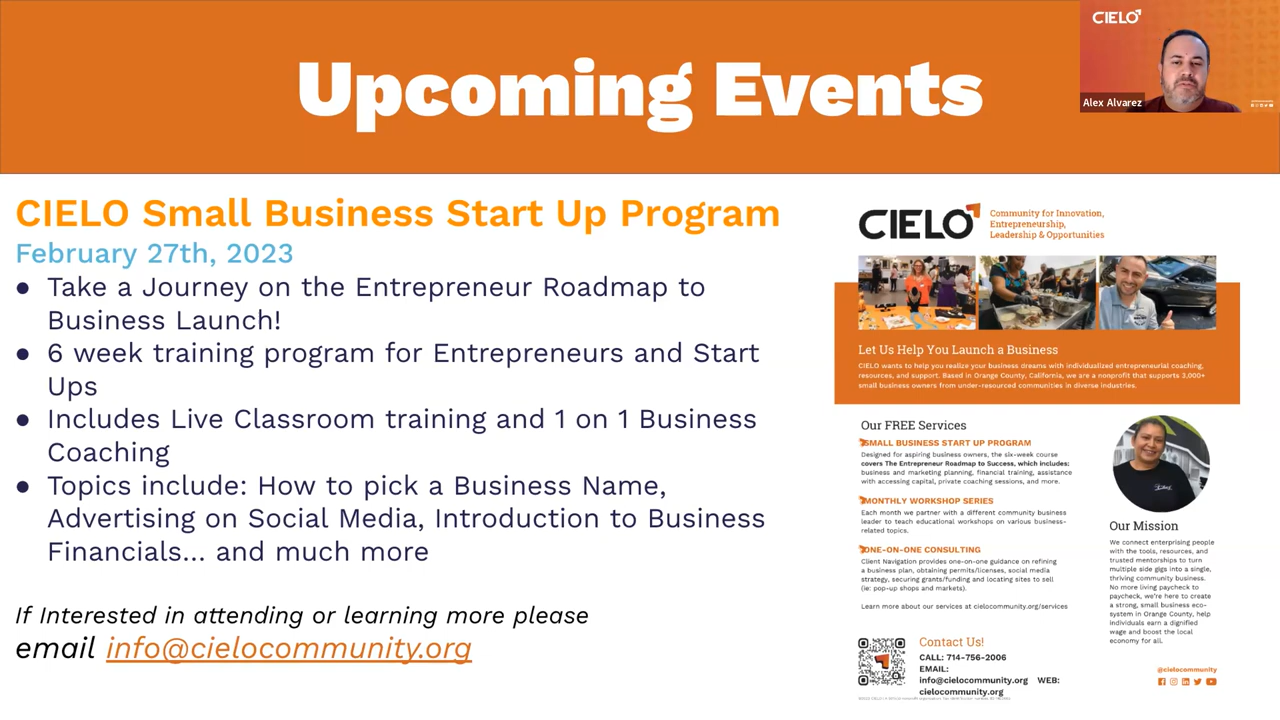 Upcoming Events
CIELO
Alex Alvarez
CIELO Small Business Start Up Program
February 27th, 2023
● Take a Journey on the Entrepreneur Roadmap to
Business Launch!
● 6 week training program for Entrepreneurs and Start
Ups
● Includes Live Classroom training and 1 on 1 Business
Coaching
● Topics include: How to pick a Business Name,
Advertising on Social Media, Introduction to Business
Financials... and much more
If Interested in attending or learning more please
email info@cielocommunity.org
CIELO
Community for Innovation,
Entrepreneurship,
Leadership & Opportunities
Let Us Help You Launch a Business
CIELO wants to help you realize your business dreams with individualized entrepreneurial coaching,
resources, and support. Based in Orange County, California, we are a nonprofit that supports 3,000+
small business owners from under-resourced communities in diverse industries.
Our FREE Services
SMALL BUSINESS START UP PROGRAM
Designed for aspiring business owners, the six-week course
covers The Entrepreneur Roadmap to Success, which includes:
business and marketing planning, financial training, assistance
with accessing capital, private coaching sessions, and more.
MONTHLY WORKSHOP SERIES
Each month we partner with a different community business
leader to teach educational workshops on various business-
related topics.
ONE-ON-ONE CONSULTING
Client Navigation provides one-on-one guidance on refining
a business plan, obtaining permits/licenses, social media
strategy, securing grants/funding and locating sites to sell
(ie: pop-up shops and markets).
Learn more about our services at cielocommunity.org/services
Our Mission
We connect enterprising people
with the tools, resources, and
trusted mentorships to turn
multiple side gigs into a single,
thriving community business.
No more living paycheck to
paycheck, we're here to create
a strong, small business eco-
system in Orange County, help
individuals earn a dignified
wage and boost the local
economy for all.
Contact Us!
CALL: 714-756-2006
EMAIL:
info@cielocommunity.org WEB:
cielocommunity.org
@cielocommunity